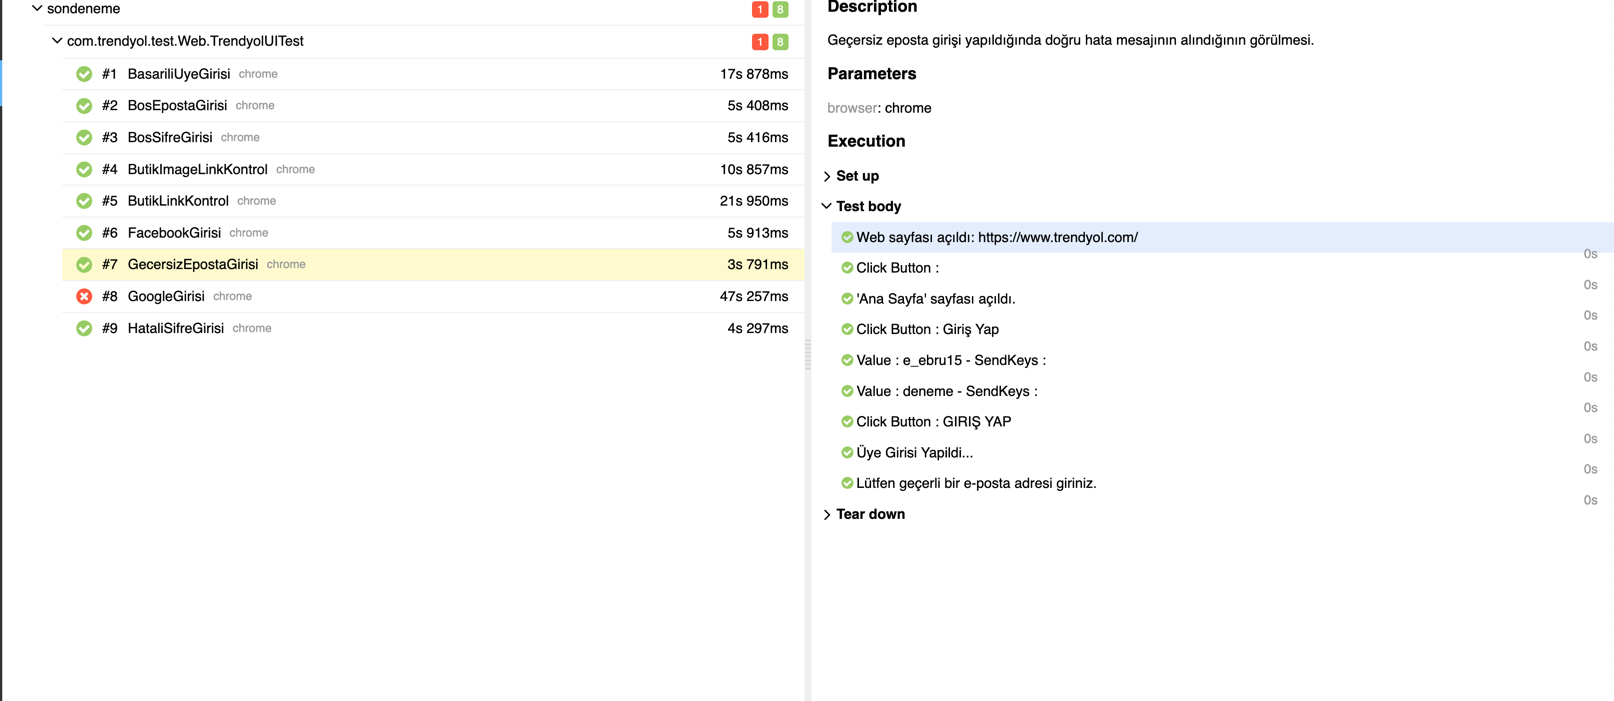 sondeneme 1 8
com.trendyol.test.Web.TrendyolUITest 1 8
#1 BasariliUyeGirisi chrome 17s 878ms
#2 BosEpostaGirisi chrome 5s 408ms
#3 BosSifreGirisi chrome 5s 416ms
#4 ButikImageLinkKontrol chrome 10s 857ms
#5 ButikLinkKontrol chrome 21s 950ms
#6 FacebookGirisi chrome 5s 913ms
#7 GecersizEpostaGirisi chrome 3s 791ms
#8 GoogleGirisi chrome 47s 257ms
#9 HataliSifreGirisi chrome 4s 297ms
Description
Geçersiz eposta girişi yapıldığında doğru hata mesajının alındığının görülmesi.
Parameters
browser: chrome
Execution
Set up
Test body
Web sayfası açıldı: https://www.trendyol.com/
0s
Click Button :
0s
'Ana Sayfa' sayfası açıldı.
0s
Click Button : Giriş Yap
0s
Value : e_ebru15 - SendKeys :
0s
Value : deneme - SendKeys :
0s
Click Button : GIRIŞ YAP
0s
Üye Girisi Yapildi...
0s
Lütfen geçerli bir e-posta adresi giriniz.
0s
Tear down